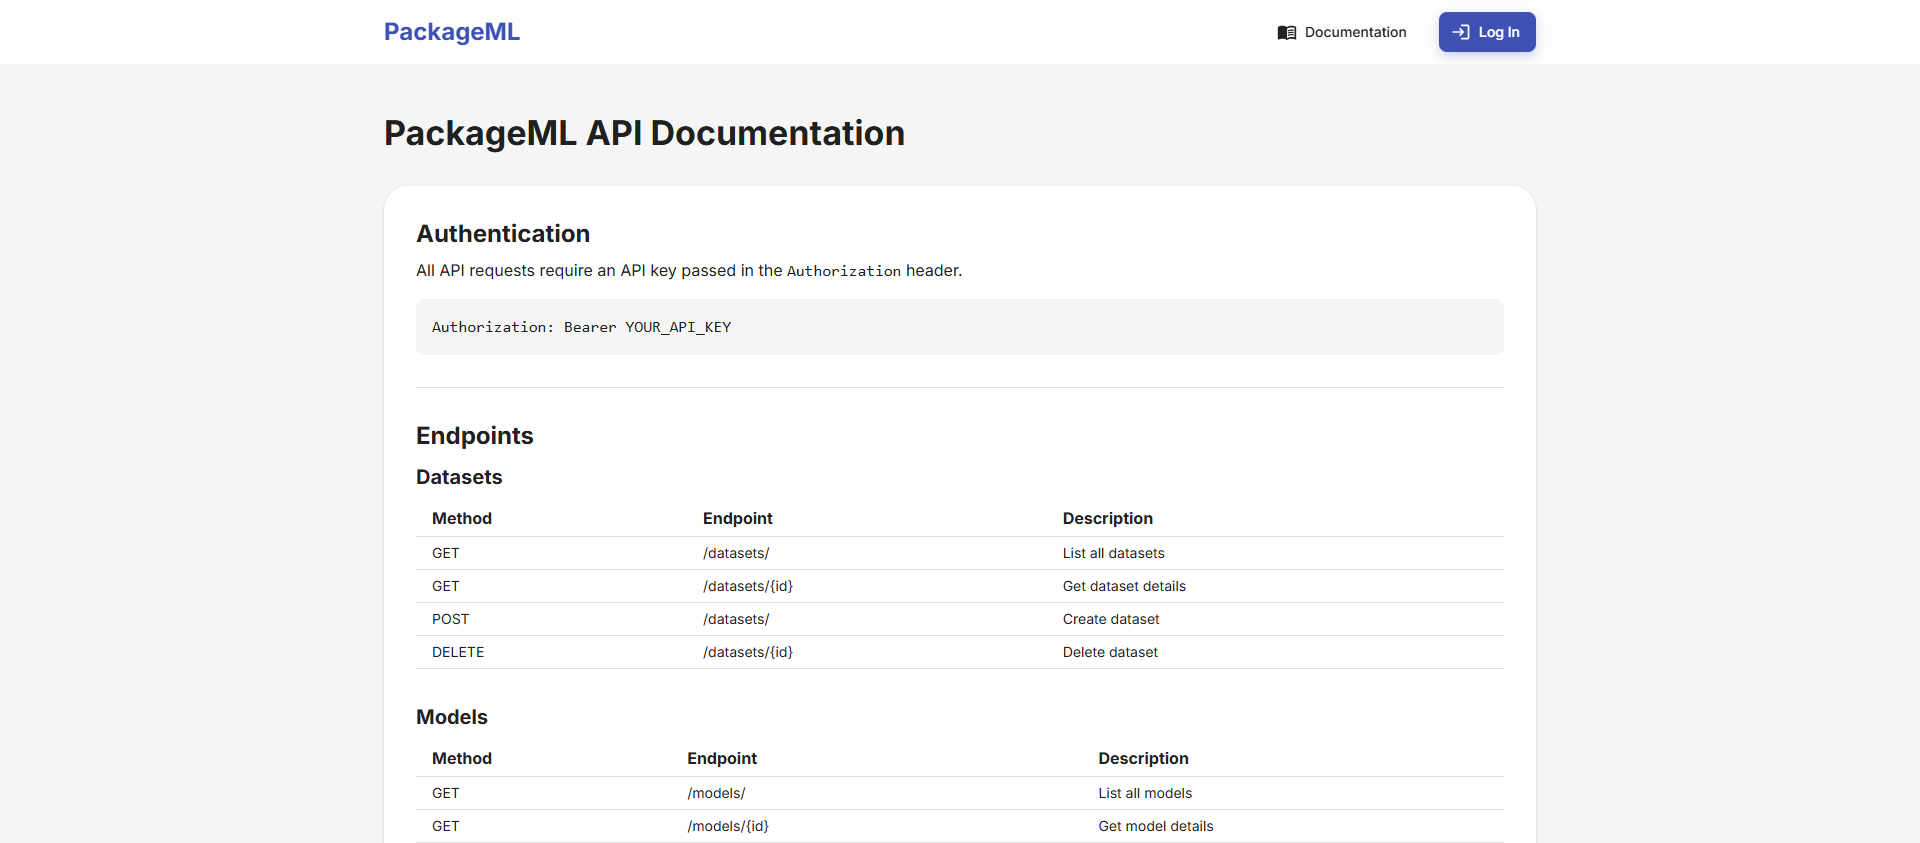 PackageML
Documentation
Log In
PackageML API Documentation
Authentication
All API requests require an API key passed in the Authorization header.
Authorization: Bearer YOUR_API_KEY
Endpoints
Datasets
Method Endpoint Description
GET /datasets/ List all datasets
GET /datasets/{id} Get dataset details
POST /datasets/ Create dataset
DELETE /datasets/{id} Delete dataset
Models
Method Endpoint Description
GET /models/ List all models
GET /models/{id} Get model details